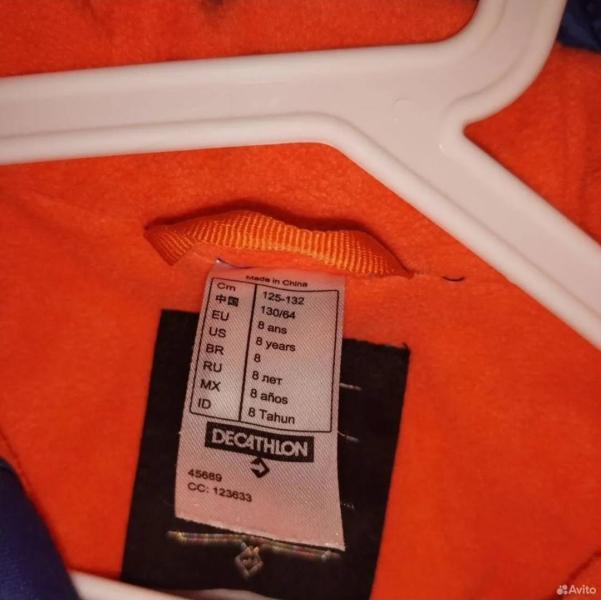 Made in China
Cm 125-132
中国 130/64
EU 8 ans
US 8 years
BR 8
RU 8 лет
MX 8 años
ID 8 Tahun
DECATHLON
45689
CC: 123633
Avito